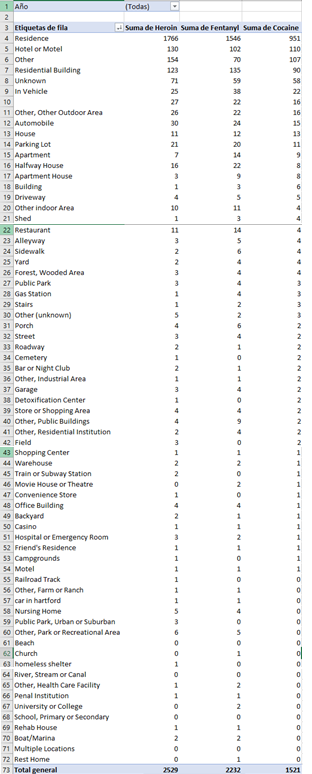 1 Año (Todas)
2
3 Etiquetas de fila Suma de Heroin Suma de Fentanyl Suma de Cocaine
4 Residence 1766 1546 951
5 Hotel or Motel 130 102 110
6 Other 154 70 107
7 Residential Building 123 135 90
8 Unknown 71 59 58
9 In Vehicle 25 38 22
10 27 22 16
11 Other, Other Outdoor Area 26 22 16
12 Automobile 30 24 15
13 House 11 12 13
14 Parking Lot 21 20 11
15 Apartment 7 14 9
16 Halfway House 16 22 8
17 Apartment House 3 9 8
18 Building 1 3 6
19 Driveway 4 5 5
20 Other Indoor Area 10 11 4
21 Shed 1 3 4
22 Restaurant 11 14 4
23 Alleyway 3 5 4
24 Sidewalk 2 6 4
25 Yard 2 4 4
26 Forest, Wooded Area 3 4 4
27 Public Park 3 4 3
28 Gas Station 1 4 3
29 Stairs 1 2 3
30 Other (unknown) 5 2 3
31 Porch 4 6 2
32 Street 3 4 2
33 Roadway 2 1 2
34 Cemetery 1 0 2
35 Bar or Night Club 2 1 2
36 Other, Industrial Area 1 1 2
37 Garage 3 4 2
38 Detoxification Center 1 0 2
39 Store or Shopping Area 4 4 2
40 Other, Public Buildings 4 9 2
41 Other, Residential Institution 2 4 2
42 Field 3 0 2
43 Shopping Center 1 1 1
44 Warehouse 2 2 1
45 Train or Subway Station 2 0 1
46 Movie House or Theatre 0 2 1
47 Convenience Store 1 0 1
48 Office Building 4 4 1
49 Backyard 2 1 1
50 Casino 1 1 1
51 Hospital or Emergency Room 3 2 1
52 Friend's Residence 1 1 1
53 Campgrounds 1 0 1
54 Motel 1 1 1
55 Railroad Track 1 0 0
56 Other, Farm or Ranch 1 1 0
57 car in hartford 1 1 0
58 Nursing Home 5 4 0
59 Public Park, Urban or Suburban 3 0 0
60 Other, Park or Recreational Area 6 5 0
61 Beach 0 0 0
62 Church 0 1 0
63 homeless shelter 1 0 0
64 River, Stream or Canal 0 0 0
65 Other, Health Care Facility 1 2 0
66 Penal Institution 1 1 0
67 University or College 0 2 0
68 School, Primary or Secondary 0 0 0
69 Rehab House 1 1 0
70 Boat/Marina 2 2 0
71 Multiple Locations 0 0 0
72 Rest Home 0 1 0
73 Total general 2529 2232 1521